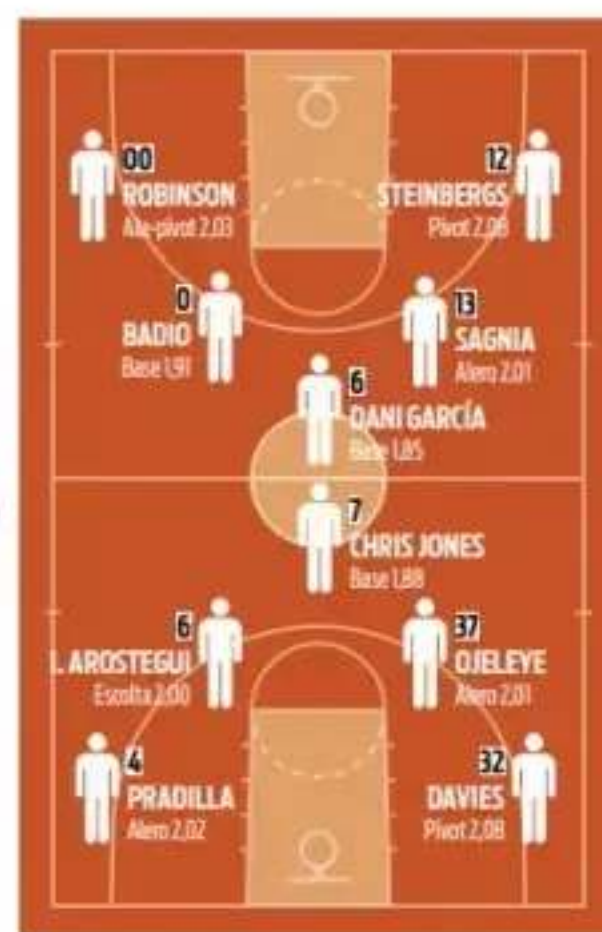 00
ROBINSON
Ala-pívot 2,03
12
STEINBERGS
Pívot 2,08
0
BADIO
Base 1,91
13
SAGNIA
Alero 2,01
6
DANI GARCÍA
Base 1,85
7
CHRIS JONES
Base 1,88
6
. AROSTEGUI
Escolta 2,00
37
OJELEYE
Alero 2,01
4
PRADILLA
Alero 2,02
32
DAVIES
Pívot 2,08